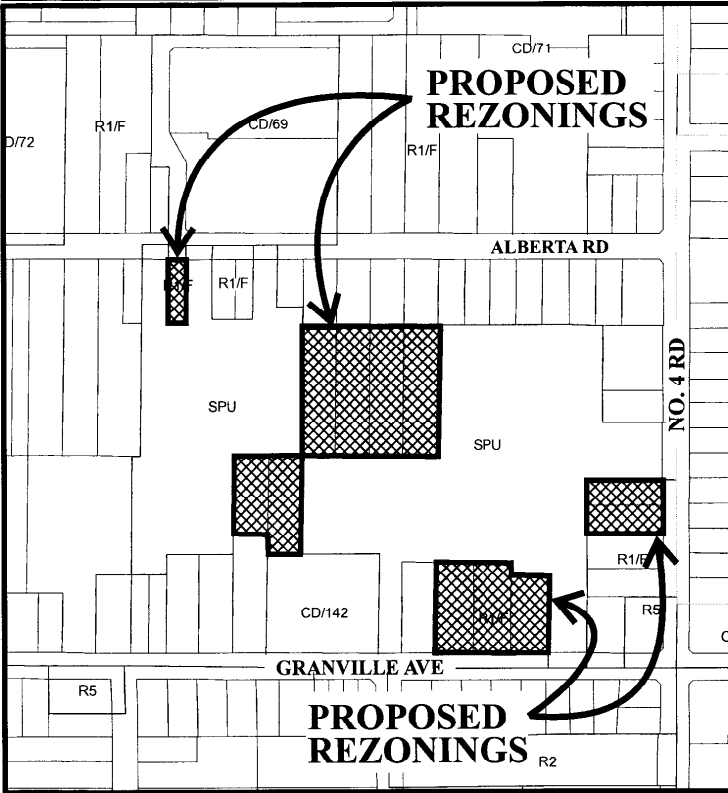 CD/71
PROPOSED
REZONINGS
CD/69
R1/F
D/72
R1/F
ALBERTA RD
R1/F
NO. 4 RD
SPU
SPU
R1/F
CD/142
R5
GRANVILLE AVE
R5
PROPOSED
REZONINGS
R2